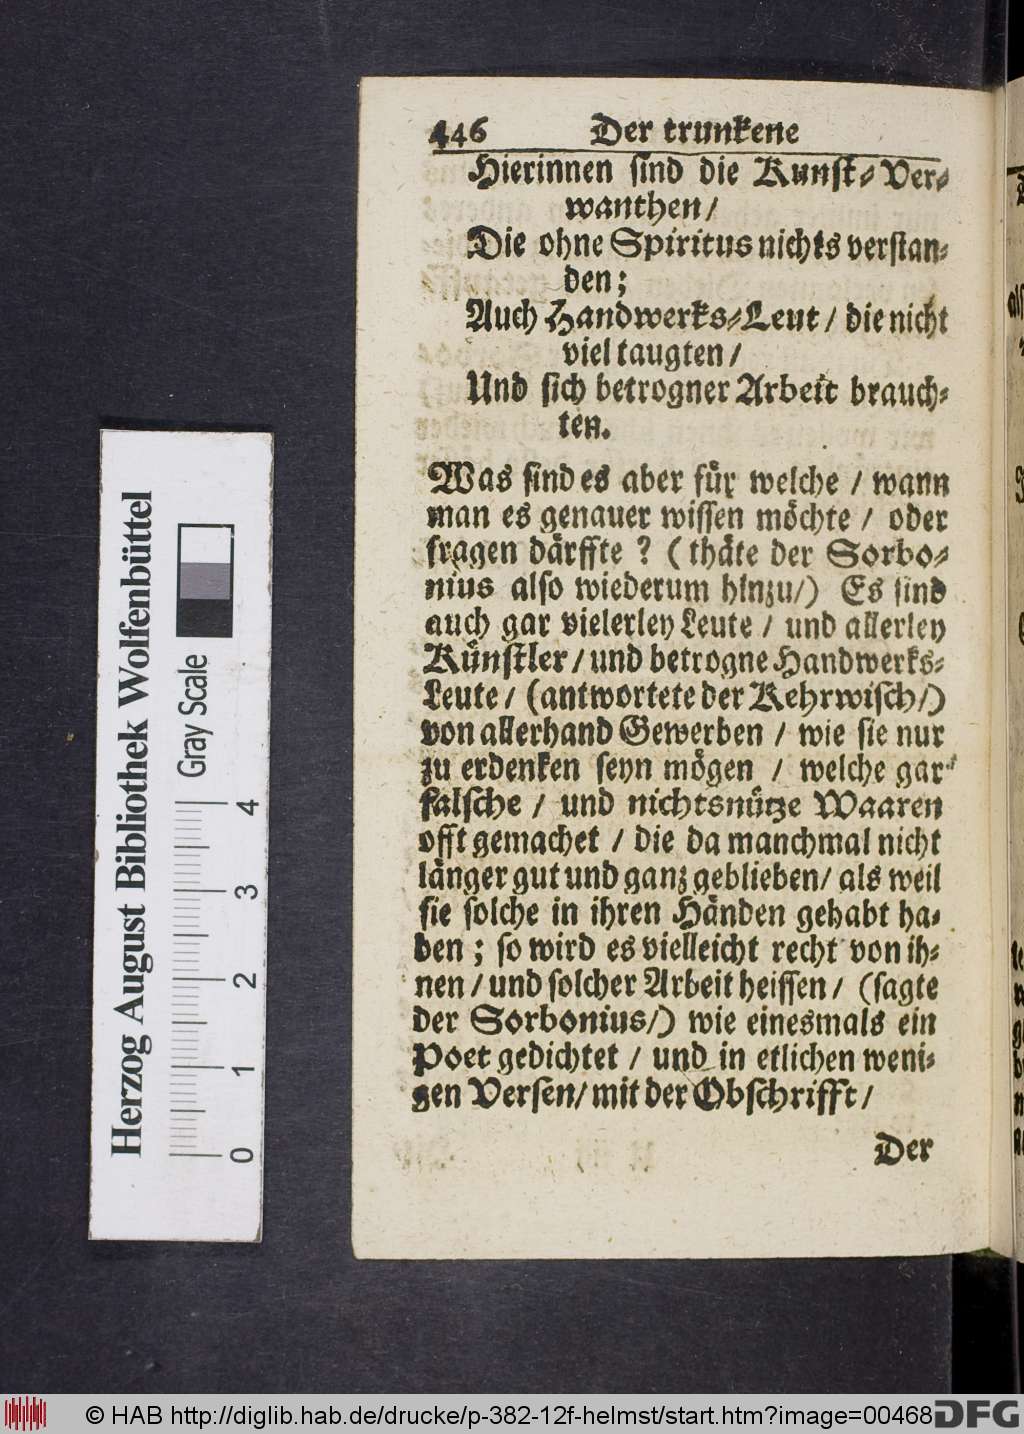 446 Der trunkene
Hierinnen sind die Kunst-Ver-
wanthen/
Die ohne Spiritus nichts verstan-
den;
Auch Handwerks-Leut / die nicht
viel taugten /
Und sich betrogner Arbeit brauch-
ten.
Was sind es aber für welche / wann
man es genauer wissen möchte / oder
fragen därffte ? ( thäte der Sorbo-
nius also wiederum hinzu/) Es sind
auch gar vielerley Leute / und allerley
Künstler / und betrogne Handwerks-
Leute / (antwortete der Kehrwisch/)
von allerhand Gewerben / wie sie nur
zu erdenken seyn mögen / welche gar
falsche / und nichtsnütze Waaren
offt gemachet / die da manchmal nicht
länger gut und ganz geblieben/ als weil
sie solche in ihren Händen gehabt ha-
ben ; so wird es vielleicht recht von ih-
nen / und solcher Arbeit heissen / (sagte
der Sorbonius/) wie einesmals ein
Poet gedichtet / und in etlichen weni-
gen Versen/ mit der Obschrifft /
Der
Herzog August Bibliothek Wolfenbüttel
Gray Scale
0 1 2 3 4
© HAB http://diglib.hab.de/drucke/p-382-12f-helmst/start.htm?image=00468
DFG